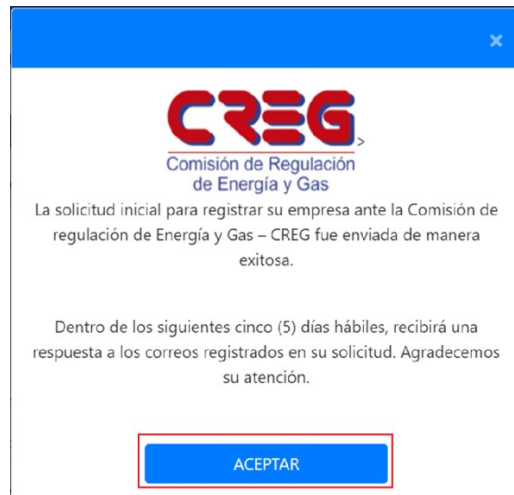 ×
CREG
>
Comisión de Regulación
de Energía y Gas
La solicitud inicial para registrar su empresa ante la Comisión de
regulación de Energía y Gas – CREG fue enviada de manera
exitosa.
Dentro de los siguientes cinco (5) días hábiles, recibirá una
respuesta a los correos registrados en su solicitud. Agradecemos
su atención.
ACEPTAR